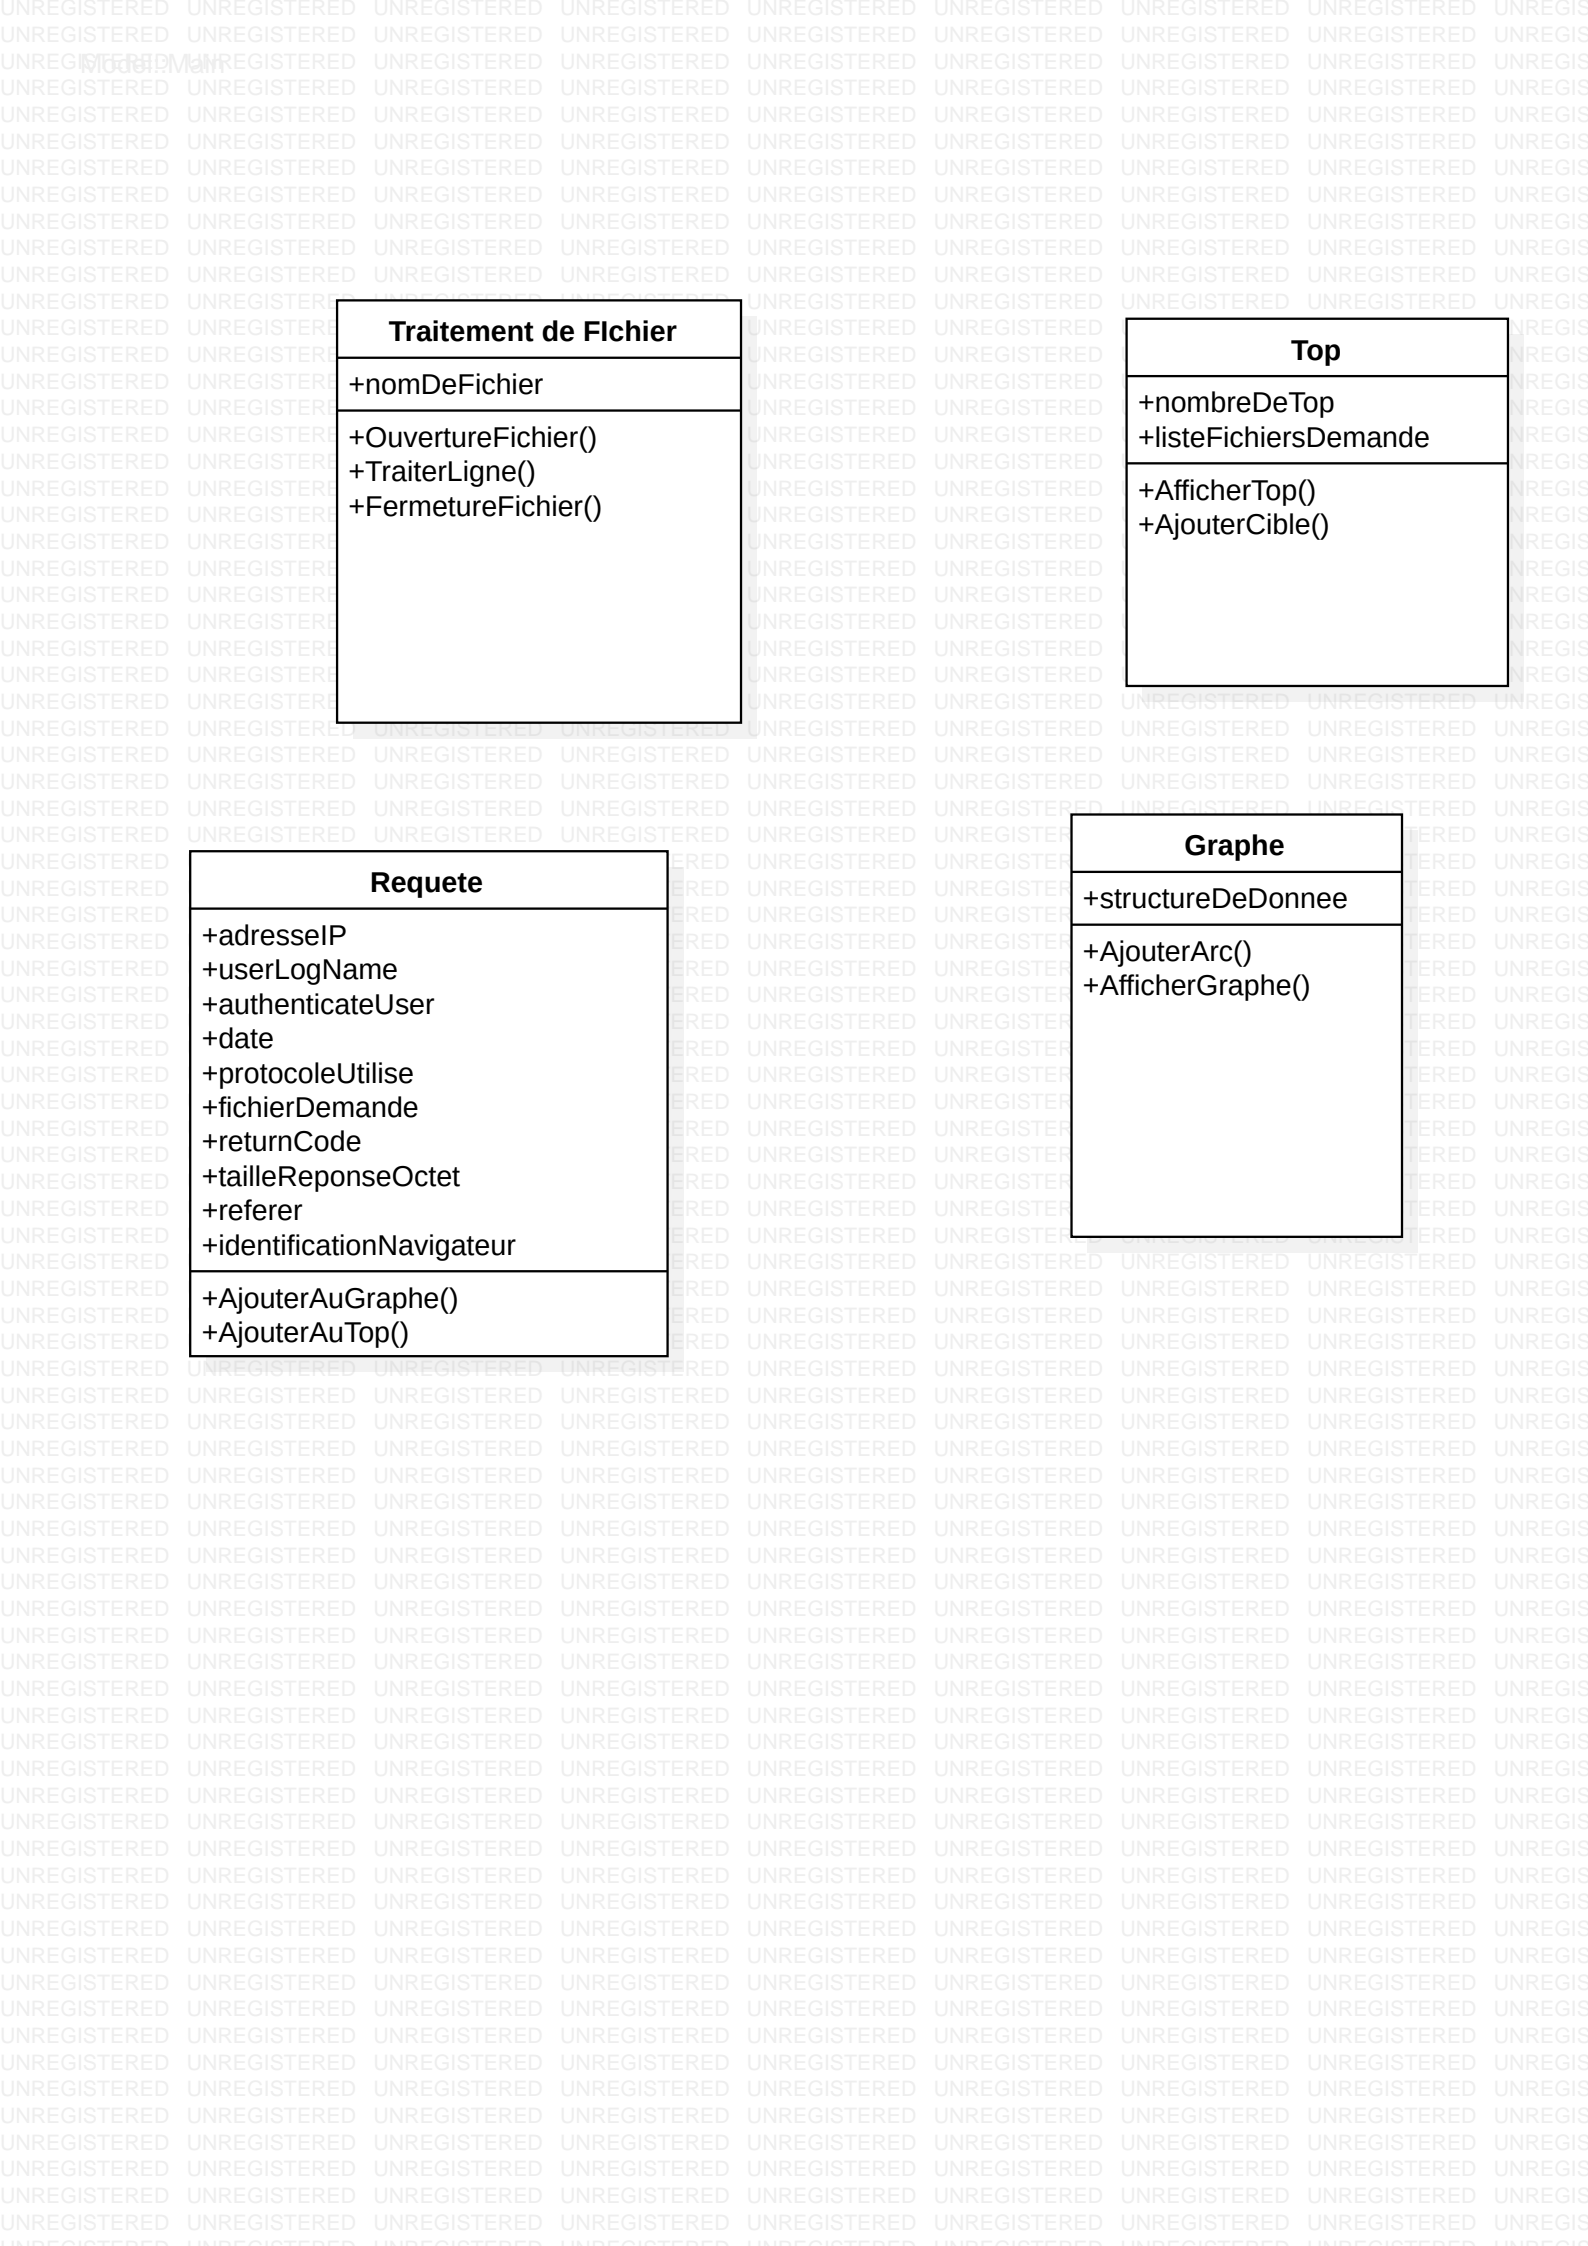 Model::Main
Traitement de FIchier
+nomDeFichier
+OuvertureFichier()
+TraiterLigne()
+FermetureFichier()
Top
+nombreDeTop
+listeFichiersDemande
+AfficherTop()
+AjouterCible()
Requete
+adresseIP
+userLogName
+authenticateUser
+date
+protocoleUtilise
+fichierDemande
+returnCode
+tailleReponseOctet
+referer
+identificationNavigateur
+AjouterAuGraphe()
+AjouterAuTop()
Graphe
+structureDeDonnee
+AjouterArc()
+AfficherGraphe()
UNREGISTERED